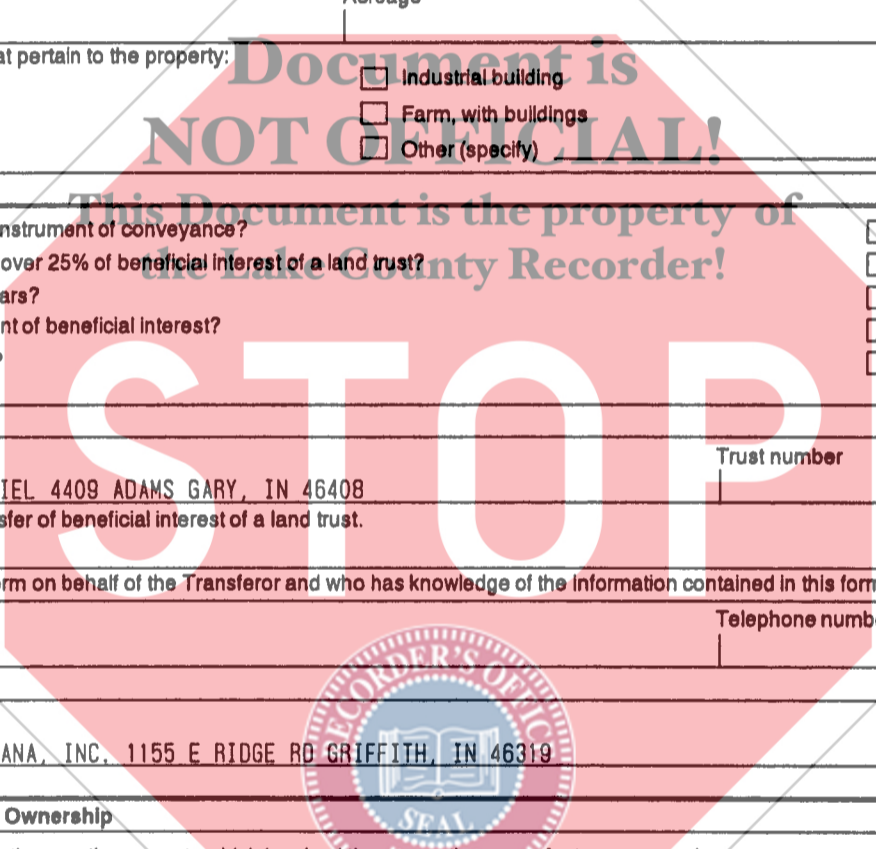 Acreage
at pertain to the property:
Document is
Industrial building
NOT OFFICIAL!
Farm, with buildings
Other (specify)
This Document is the property of
the Lake County Recorder!
nstrument of conveyance?
over 25% of beneficial interest of a land trust?
ars?
nt of beneficial interest?
?
STOP
Trust number
IEL 4409 ADAMS GARY, IN 46408
sfer of beneficial interest of a land trust.
rm on behalf of the Transferor and who has knowledge of the information contained in this form
Telephone numb
ECORDER'S OFFIC
ANA, INC. 1155 E RIDGE RD GRIFFITH, IN 46319
SEAL
Ownership